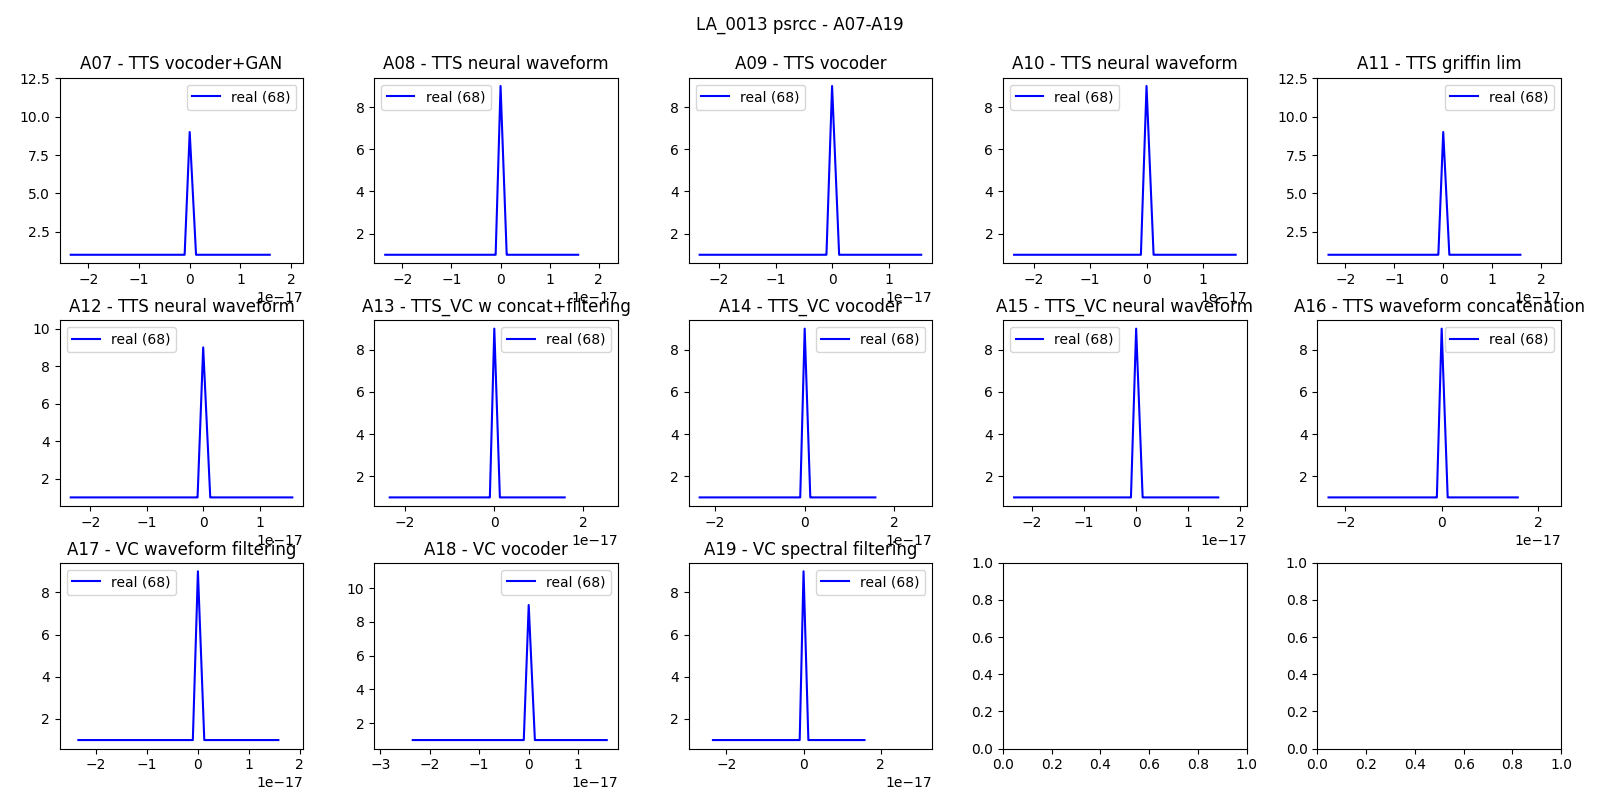 LA_0013 psrcc - A07-A19
A07 - TTS vocoder+GAN
A08 - TTS neural waveform
A09 - TTS vocoder
A10 - TTS neural waveform
A11 - TTS griffin lim
12.5
10.0
7.5
5.0
2.5
real (68)
−2 −1 0 1 2
1e−17
8
6
4
2
real (68)
−2 −1 0 1 2
8
6
4
2
real (68)
−2 −1 0 1
1e−17
8
6
4
2
real (68)
−2 −1 0 1
1e−17
12.5
10.0
7.5
5.0
2.5
real (68)
−2 −1 0 1 2
1e−17
A12 - TTS neural waveform
A13 - TTS_VC w concat+filtering
A14 - TTS_VC vocoder
A15 - TTS_VC neural waveform
A16 - TTS waveform concatenation
10
8
6
4
2
real (68)
−2 −1 0 1
1e−17
8
6
4
2
real (68)
−2 0 2
1e−17
8
6
4
2
real (68)
−2 0 2
1e−17
8
6
4
2
real (68)
−2 −1 0 1 2
1e−17
8
6
4
2
real (68)
−2 0 2
1e−17
A17 - VC waveform filtering
A18 - VC vocoder
A19 - VC spectral filtering
8
6
4
2
real (68)
−2 −1 0 1 2
1e−17
10
8
6
4
2
real (68)
−3 −2 −1 0 1
1e−17
8
6
4
2
real (68)
−2 0 2
1e−17
1.0
0.8
0.6
0.4
0.2
0.0
0.0 0.2 0.4 0.6 0.8 1.0
1.0
0.8
0.6
0.4
0.2
0.0
0.0 0.2 0.4 0.6 0.8 1.0